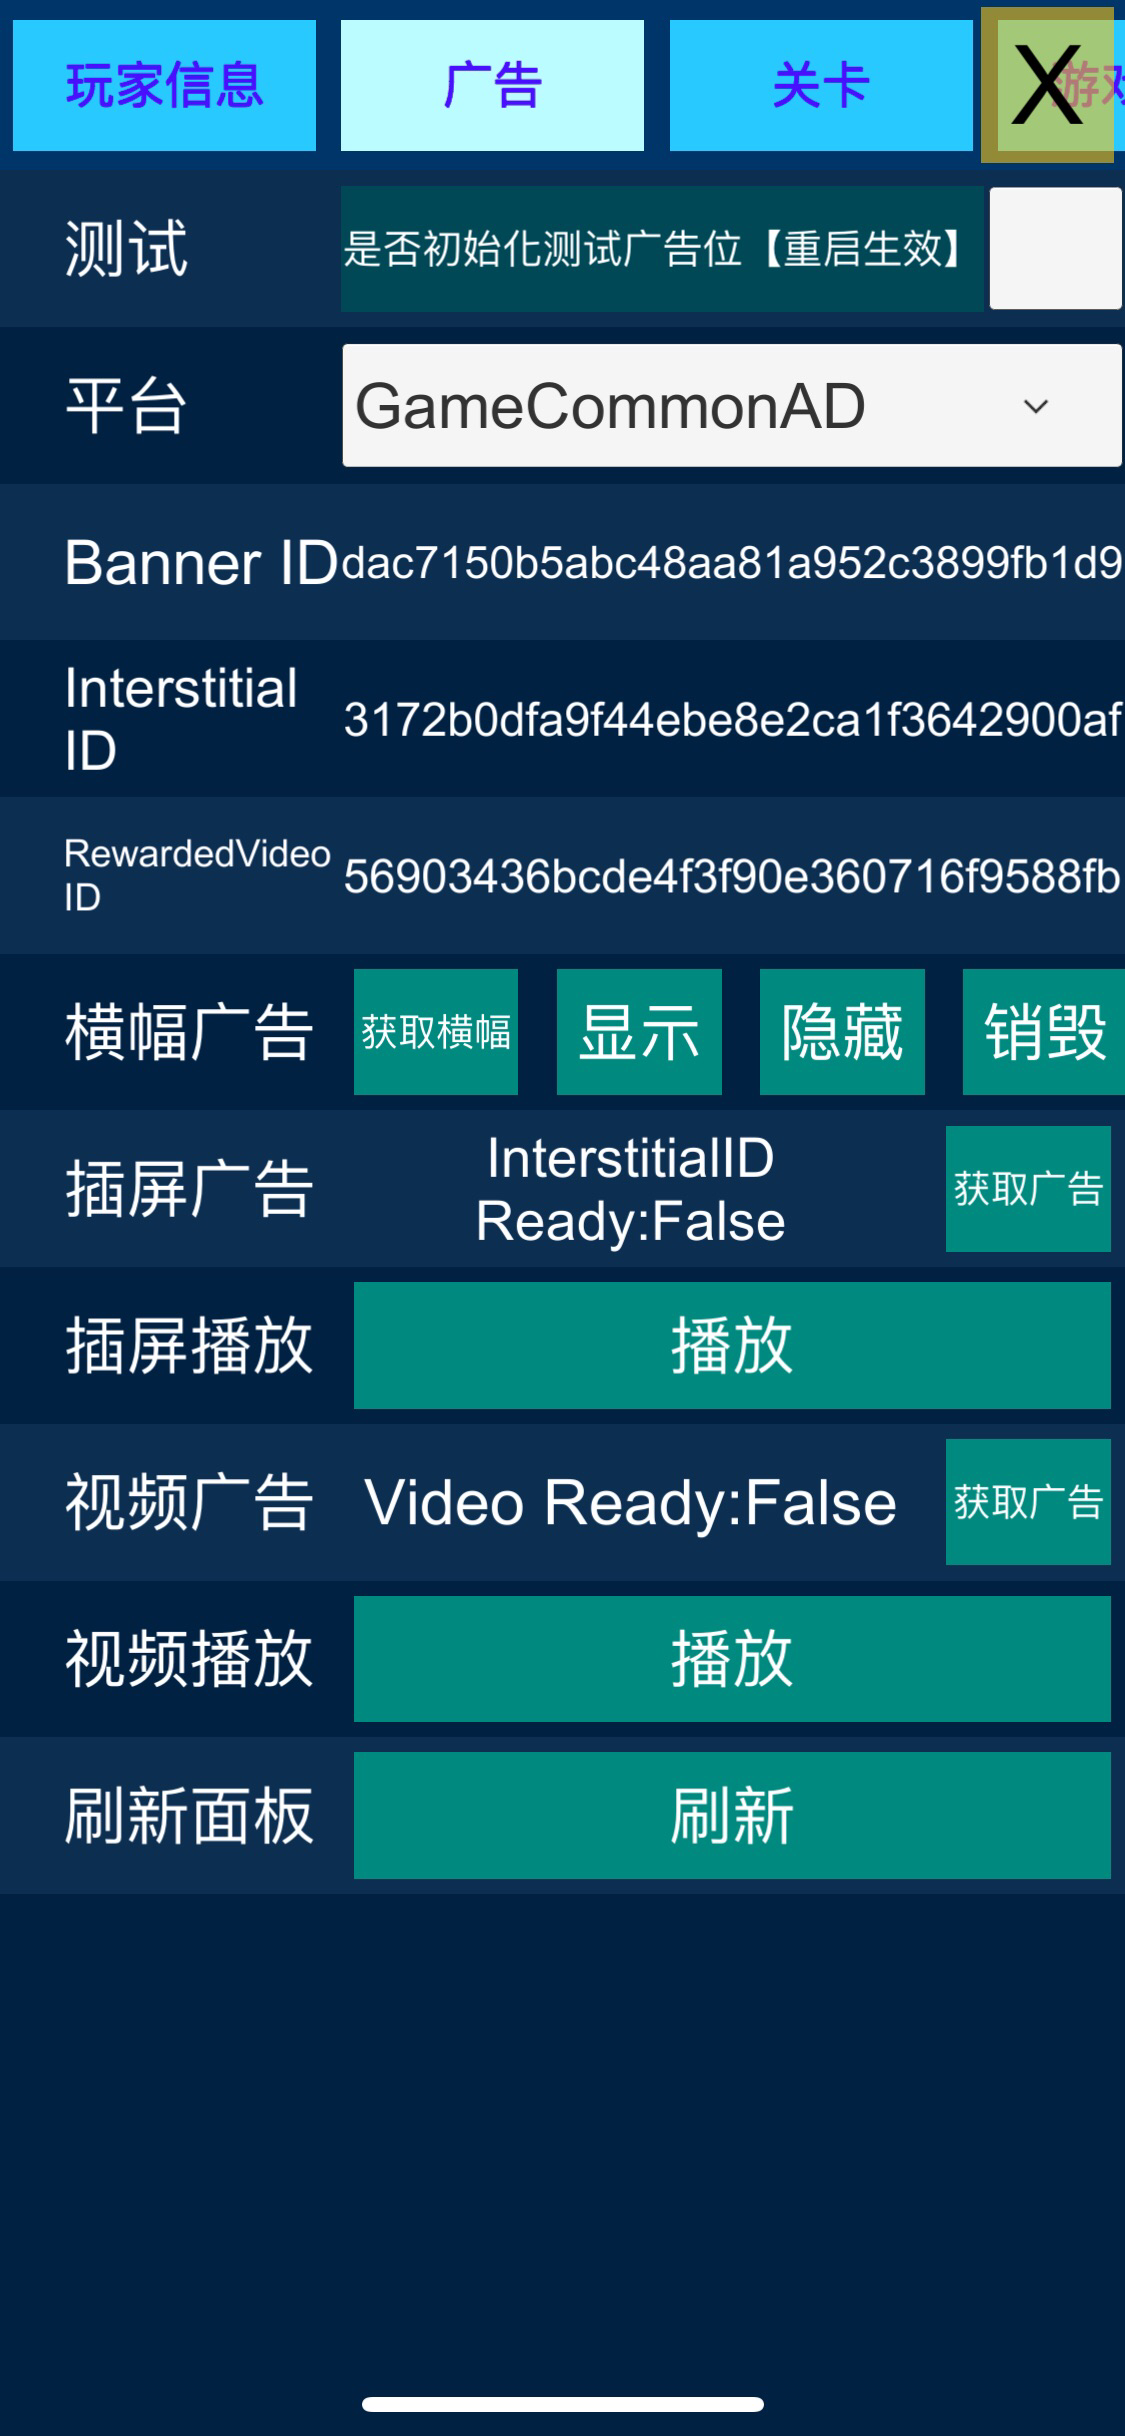 玩家信息 广告 关卡 X 游
测试 是否初始化测试广告位【重启生效】
平台 GameCommonAD
Banner ID dac7150b5abc48aa81a952c3899fb1d9
Interstitial
ID
3172b0dfa9f44ebe8e2ca1f3642900af
RewardedVideo
ID
56903436bcde4f3f90e360716f9588fb
横幅广告 获取横幅 显示 隐藏 销毁
插屏广告
InterstitialID
Ready:False
获取广告
插屏播放 播放
视频广告 Video Ready:False 获取广告
视频播放 播放
刷新面板 刷新